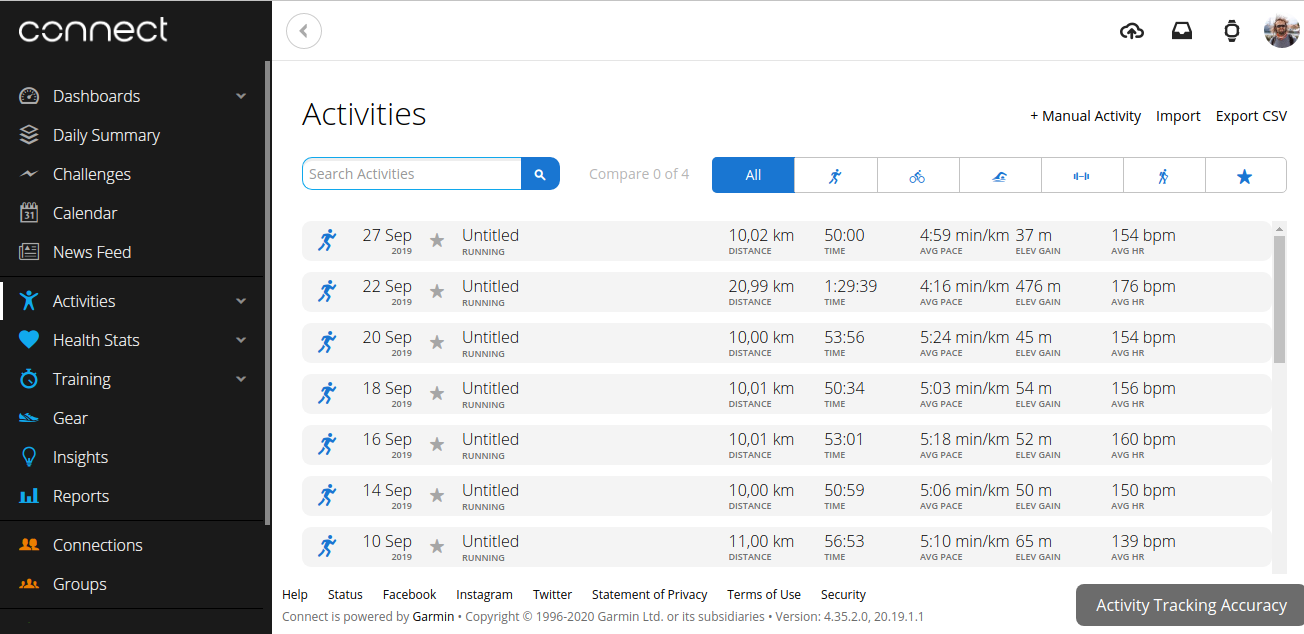 connect
Dashboards
Daily Summary
Challenges
31 Calendar
News Feed
Activities
Health Stats
Training
Gear
Insights
Reports
Connections
Groups
Activities
+ Manual Activity Import Export CSV
Search Activities Compare 0 of 4 All
27 Sep Untitled 10,02 km 50:00 4:59 min/km 37 m 154 bpm
2019 RUNNING DISTANCE TIME AVG PACE ELEV GAIN AVG HR
22 Sep Untitled 20,99 km 1:29:39 4:16 min/km 476 m 176 bpm
2019 RUNNING DISTANCE TIME AVG PACE ELEV GAIN AVG HR
20 Sep Untitled 10,00 km 53:56 5:24 min/km 45 m 154 bpm
2019 RUNNING DISTANCE TIME AVG PACE ELEV GAIN AVG HR
18 Sep Untitled 10,01 km 50:34 5:03 min/km 54 m 156 bpm
2019 RUNNING DISTANCE TIME AVG PACE ELEV GAIN AVG HR
16 Sep Untitled 10,01 km 53:01 5:18 min/km 52 m 160 bpm
2019 RUNNING DISTANCE TIME AVG PACE ELEV GAIN AVG HR
14 Sep Untitled 10,00 km 50:59 5:06 min/km 50 m 150 bpm
2019 RUNNING DISTANCE TIME AVG PACE ELEV GAIN AVG HR
10 Sep Untitled 11,00 km 56:53 5:10 min/km 65 m 139 bpm
2019 RUNNING DISTANCE TIME AVG PACE ELEV GAIN AVG HR
Help Status Facebook Instagram Twitter Statement of Privacy Terms of Use Security
Connect is powered by Garmin • Copyright © 1996-2020 Garmin Ltd. or its subsidiaries • Version: 4.35.2.0, 20.19.1.1
Activity Tracking Accuracy